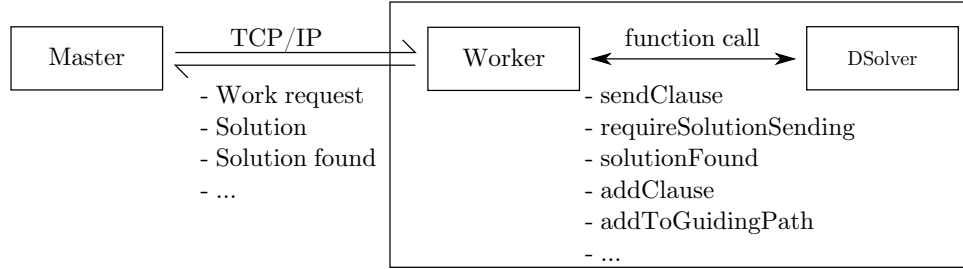 Master
TCP/IP
- Work request
- Solution
- Solution found
- ...
Worker
function call
DSolver
- sendClause
- requireSolutionSending
- solutionFound
- addClause
- addToGuidingPath
- ...